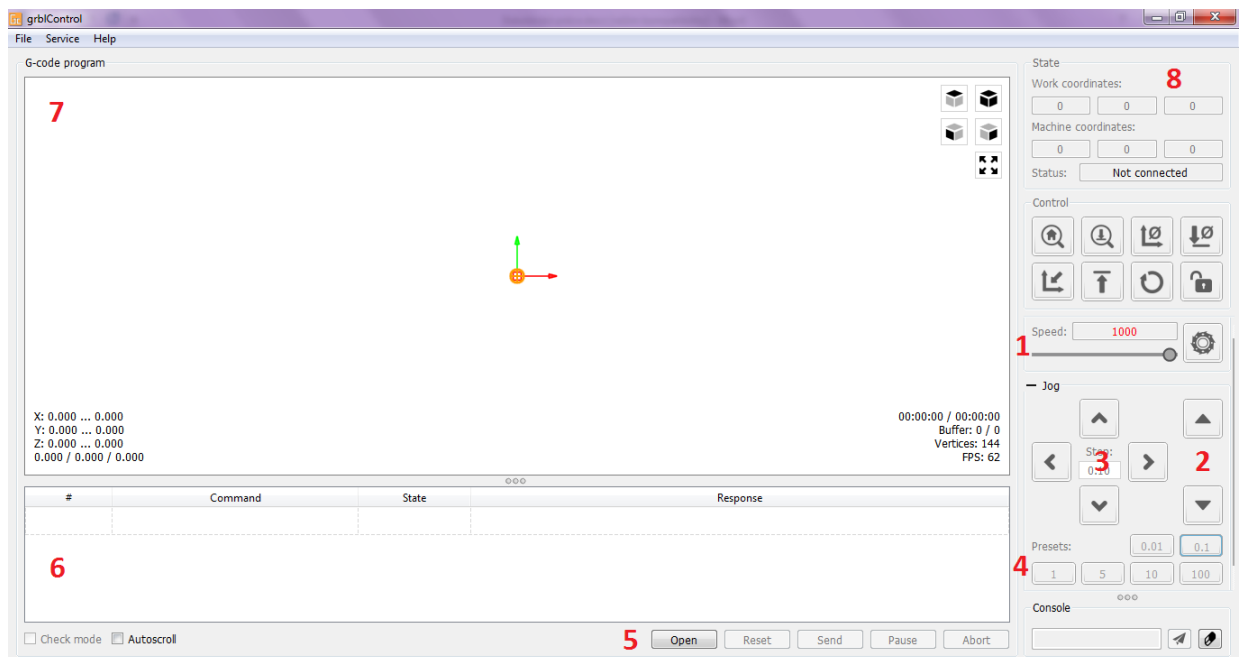 grblControl
File Service Help
G-code program
7
X: 0.000 ... 0.000
Y: 0.000 ... 0.000
Z: 0.000 ... 0.000
0.000 / 0.000 / 0.000
00:00:00 / 00:00:00
Buffer: 0 / 0
Vertices: 144
FPS: 62
# Command State Response
6
Check mode Autoscroll
5 Open Reset Send Pause Abort
State
8
Work coordinates:
0 0 0
Machine coordinates:
0 0 0
Status: Not connected
Control
Speed: 1000
1
Jog
Step:
0.10
3 2
Presets: 0.01 0.1
4
1 5 10 100
Console